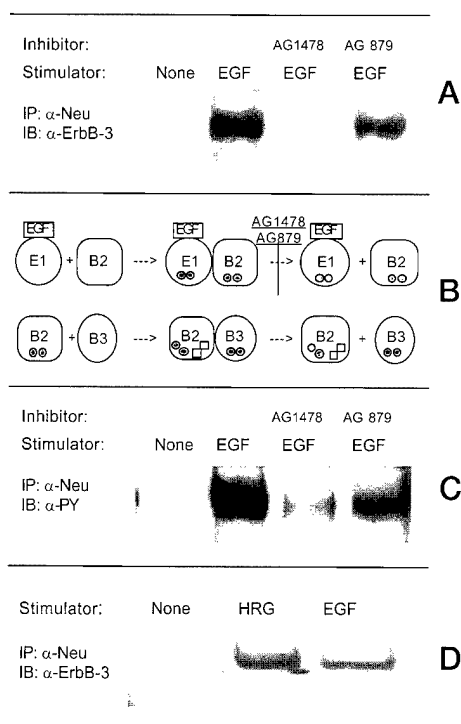 Inhibitor: AG1478 AG 879
Stimulator: None EGF EGF EGF
IP: α-Neu
IB: α-ErbB-3
A
EGF EGF AG1478 EGF
AG879
E1 + B2 ---> E1 B2 ---> E1 + B2
B
B2 + B3 ---> B2 B3 ---> B2 + B3
Inhibitor: AG1478 AG 879
Stimulator: None EGF EGF EGF
IP: α-Neu
IB: α-PY
C
Stimulator: None HRG EGF
IP: α-Neu
IB: α-ErbB-3
D